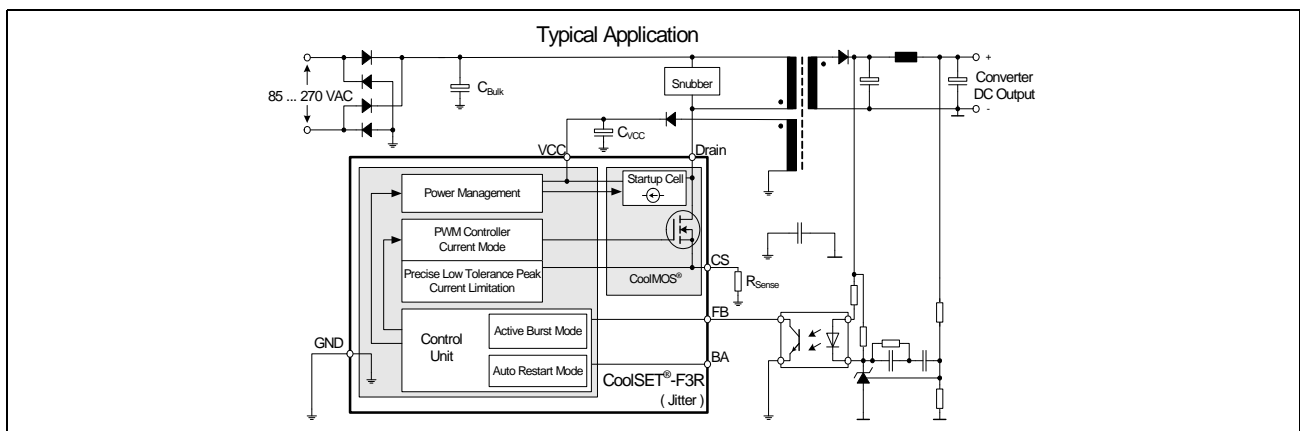 Typical Application
+
Snubber
C_Bulk
Converter
DC Output
85 ... 270 VAC
-
C_VCC
VCC
Drain
Startup Cell
Power Management
PWM Controller
Current Mode
CS
Precise Low Tolerance Peak
Current Limitation
CoolMOS®
R_Sense
FB
Active Burst Mode
GND
Control
Unit
BA
Auto Restart Mode
CoolSET®-F3R
( Jitter )